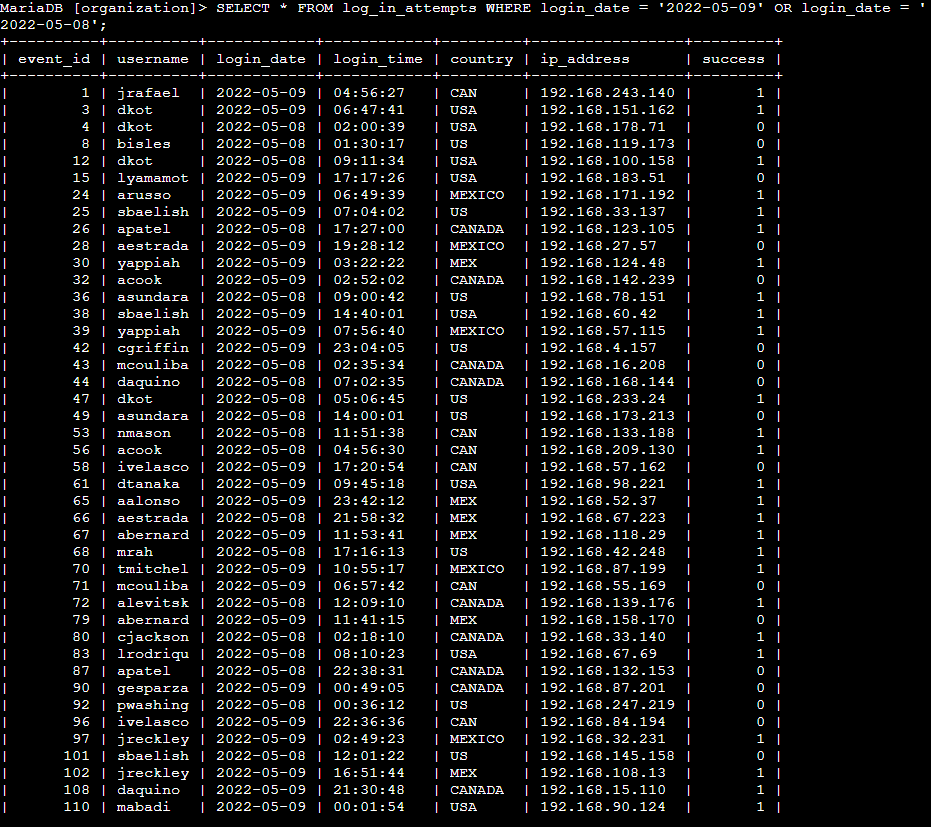 MariaDB [organization]> SELECT * FROM log_in_attempts WHERE login_date = '2022-05-09' OR login_date = '
2022-05-08';
+----------+----------+------------+------------+---------+-----------------+---------+
| event_id | username | login_date | login_time | country | ip_address      | success |
+----------+----------+------------+------------+---------+-----------------+---------+
|        1 | jrafael  | 2022-05-09 | 04:56:27   | CAN     | 192.168.243.140 |       1 |
|        3 | dkot     | 2022-05-09 | 06:47:41   | USA     | 192.168.151.162 |       1 |
|        4 | dkot     | 2022-05-08 | 02:00:39   | USA     | 192.168.178.71  |       0 |
|        8 | bisles   | 2022-05-08 | 01:30:17   | US      | 192.168.119.173 |       0 |
|       12 | dkot     | 2022-05-08 | 09:11:34   | USA     | 192.168.100.158 |       1 |
|       15 | lyamamot | 2022-05-09 | 17:17:26   | USA     | 192.168.183.51  |       0 |
|       24 | arusso   | 2022-05-09 | 06:49:39   | MEXICO  | 192.168.171.192 |       1 |
|       25 | sbaelish | 2022-05-09 | 07:04:02   | US      | 192.168.33.137  |       1 |
|       26 | apatel   | 2022-05-08 | 17:27:00   | CANADA  | 192.168.123.105 |       1 |
|       28 | aestrada | 2022-05-09 | 19:28:12   | MEXICO  | 192.168.27.57   |       0 |
|       30 | yappiah  | 2022-05-09 | 03:22:22   | MEX     | 192.168.124.48  |       1 |
|       32 | acook    | 2022-05-09 | 02:52:02   | CANADA  | 192.168.142.239 |       0 |
|       36 | asundara | 2022-05-08 | 09:00:42   | US      | 192.168.78.151  |       1 |
|       38 | sbaelish | 2022-05-09 | 14:40:01   | USA     | 192.168.60.42   |       1 |
|       39 | yappiah  | 2022-05-09 | 07:56:40   | MEXICO  | 192.168.57.115  |       1 |
|       42 | cgriffin | 2022-05-09 | 23:04:05   | US      | 192.168.4.157   |       0 |
|       43 | mcouliba | 2022-05-08 | 02:35:34   | CANADA  | 192.168.16.208  |       0 |
|       44 | daquino  | 2022-05-08 | 07:02:35   | CANADA  | 192.168.168.144 |       0 |
|       47 | dkot     | 2022-05-08 | 05:06:45   | US      | 192.168.233.24  |       1 |
|       49 | asundara | 2022-05-08 | 14:00:01   | US      | 192.168.173.213 |       0 |
|       53 | nmason   | 2022-05-08 | 11:51:38   | CAN     | 192.168.133.188 |       1 |
|       56 | acook    | 2022-05-08 | 04:56:30   | CAN     | 192.168.209.130 |       1 |
|       58 | ivelasco | 2022-05-09 | 17:20:54   | CAN     | 192.168.57.162  |       0 |
|       61 | dtanaka  | 2022-05-09 | 09:45:18   | USA     | 192.168.98.221  |       1 |
|       65 | aalonso  | 2022-05-09 | 23:42:12   | MEX     | 192.168.52.37   |       1 |
|       66 | aestrada | 2022-05-08 | 21:58:32   | MEX     | 192.168.67.223  |       1 |
|       67 | abernard | 2022-05-09 | 11:53:41   | MEX     | 192.168.118.29  |       1 |
|       68 | mrah     | 2022-05-08 | 17:16:13   | US      | 192.168.42.248  |       1 |
|       70 | tmitchel | 2022-05-09 | 10:55:17   | MEXICO  | 192.168.87.199  |       1 |
|       71 | mcouliba | 2022-05-09 | 06:57:42   | CAN     | 192.168.55.169  |       0 |
|       72 | alevitsk | 2022-05-08 | 12:09:10   | CANADA  | 192.168.139.176 |       1 |
|       79 | abernard | 2022-05-09 | 11:41:15   | MEX     | 192.168.158.170 |       0 |
|       80 | cjackson | 2022-05-08 | 02:18:10   | CANADA  | 192.168.33.140  |       1 |
|       83 | lrodriqu | 2022-05-08 | 08:10:23   | USA     | 192.168.67.69   |       1 |
|       87 | apatel   | 2022-05-08 | 22:38:31   | CANADA  | 192.168.132.153 |       0 |
|       90 | gesparza | 2022-05-09 | 00:49:05   | CANADA  | 192.168.87.201  |       0 |
|       92 | pwashing | 2022-05-08 | 00:36:12   | US      | 192.168.247.219 |       0 |
|       96 | ivelasco | 2022-05-09 | 22:36:36   | CAN     | 192.168.84.194  |       0 |
|       97 | jreckley | 2022-05-09 | 02:49:23   | MEXICO  | 192.168.32.231  |       1 |
|      101 | sbaelish | 2022-05-08 | 12:01:22   | US      | 192.168.145.158 |       0 |
|      102 | jreckley | 2022-05-09 | 16:51:44   | MEX     | 192.168.108.13  |       1 |
|      108 | daquino  | 2022-05-09 | 21:30:48   | CANADA  | 192.168.15.110  |       1 |
|      110 | mabadi   | 2022-05-09 | 00:01:54   | USA     | 192.168.90.124  |       1 |